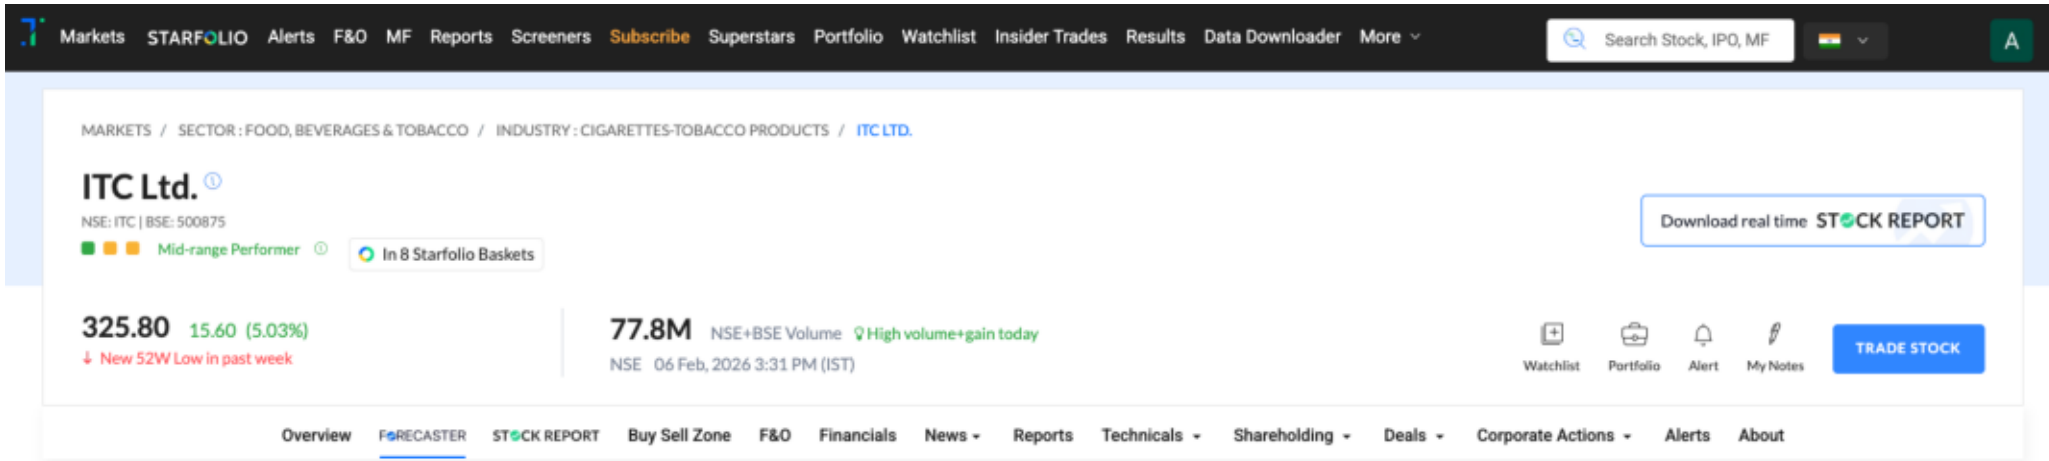 Markets STARFOLIO Alerts F&O MF Reports Screeners Subscribe Superstars Portfolio Watchlist Insider Trades Results Data Downloader More Search Stock, IPO, MF A
MARKETS / SECTOR : FOOD, BEVERAGES & TOBACCO / INDUSTRY : CIGARETTES-TOBACCO PRODUCTS / ITC LTD.
ITC Ltd.
NSE: ITC | BSE: 500875
Download real time STOCK REPORT
Mid-range Performer In 8 Starfolio Baskets
325.80 15.60 (5.03%)
↓ New 52W Low in past week
77.8M NSE+BSE Volume High volume+gain today
NSE 06 Feb, 2026 3:31 PM (IST)
Watchlist Portfolio Alert My Notes TRADE STOCK
Overview FORECASTER STOCK REPORT Buy Sell Zone F&O Financials News Reports Technicals Shareholding Deals Corporate Actions Alerts About